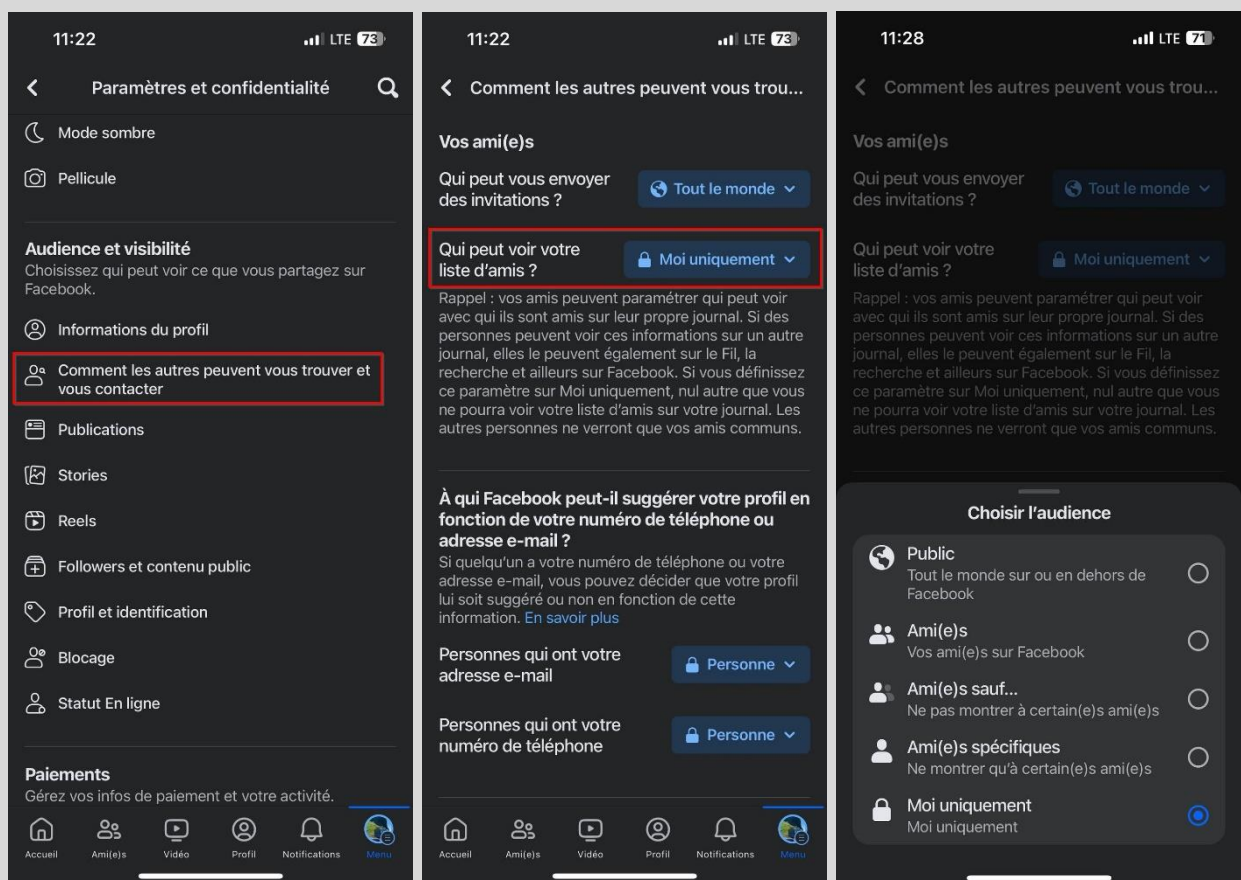 11:22
LTE 73
Paramètres et confidentialité
Mode sombre
Pellicule
Audience et visibilité
Choisissez qui peut voir ce que vous partagez sur
Facebook.
Informations du profil
Comment les autres peuvent vous trouver et
vous contacter
Publications
Stories
Reels
Followers et contenu public
Profil et identification
Blocage
Statut En ligne
Paiements
Gérez vos infos de paiement et votre activité.
Accueil
Ami(e)s
Vidéo
Profil
Notifications
Menu
11:22
LTE 73
Comment les autres peuvent vous trou...
Vos ami(e)s
Qui peut vous envoyer
des invitations ?
Tout le monde
Qui peut voir votre
liste d'amis ?
Moi uniquement
Rappel : vos amis peuvent paramétrer qui peut voir
avec qui ils sont amis sur leur propre journal. Si des
personnes peuvent voir ces informations sur un autre
journal, elles le peuvent également sur le Fil, la
recherche et ailleurs sur Facebook. Si vous définissez
ce paramètre sur Moi uniquement, nul autre que vous
ne pourra voir votre liste d'amis sur votre journal. Les
autres personnes ne verront que vos amis communs.
À qui Facebook peut-il suggérer votre profil en
fonction de votre numéro de téléphone ou
adresse e-mail ?
Si quelqu'un a votre numéro de téléphone ou votre
adresse e-mail, vous pouvez décider que votre profil
lui soit suggéré ou non en fonction de cette
information. En savoir plus
Personnes qui ont votre
adresse e-mail
Personne
Personnes qui ont votre
numéro de téléphone
Personne
Accueil
Ami(e)s
Vidéo
Profil
Notifications
Menu
11:28
LTE 71
Comment les autres peuvent vous trou...
Vos ami(e)s
Qui peut vous envoyer
des invitations ?
Tout le monde
Qui peut voir votre
liste d'amis ?
Moi uniquement
Rappel : vos amis peuvent paramétrer qui peut voir
avec qui ils sont amis sur leur propre journal. Si des
personnes peuvent voir ces informations sur un autre
journal, elles le peuvent également sur le Fil, la
recherche et ailleurs sur Facebook. Si vous définissez
ce paramètre sur Moi uniquement, nul autre que vous
ne pourra voir votre liste d'amis sur votre journal. Les
autres personnes ne verront que vos amis communs.
Choisir l'audience
Public
Tout le monde sur ou en dehors de
Facebook
Ami(e)s
Vos ami(e)s sur Facebook
Ami(e)s sauf...
Ne pas montrer à certain(e)s ami(e)s
Ami(e)s spécifiques
Ne montrer qu'à certain(e)s ami(e)s
Moi uniquement
Moi uniquement